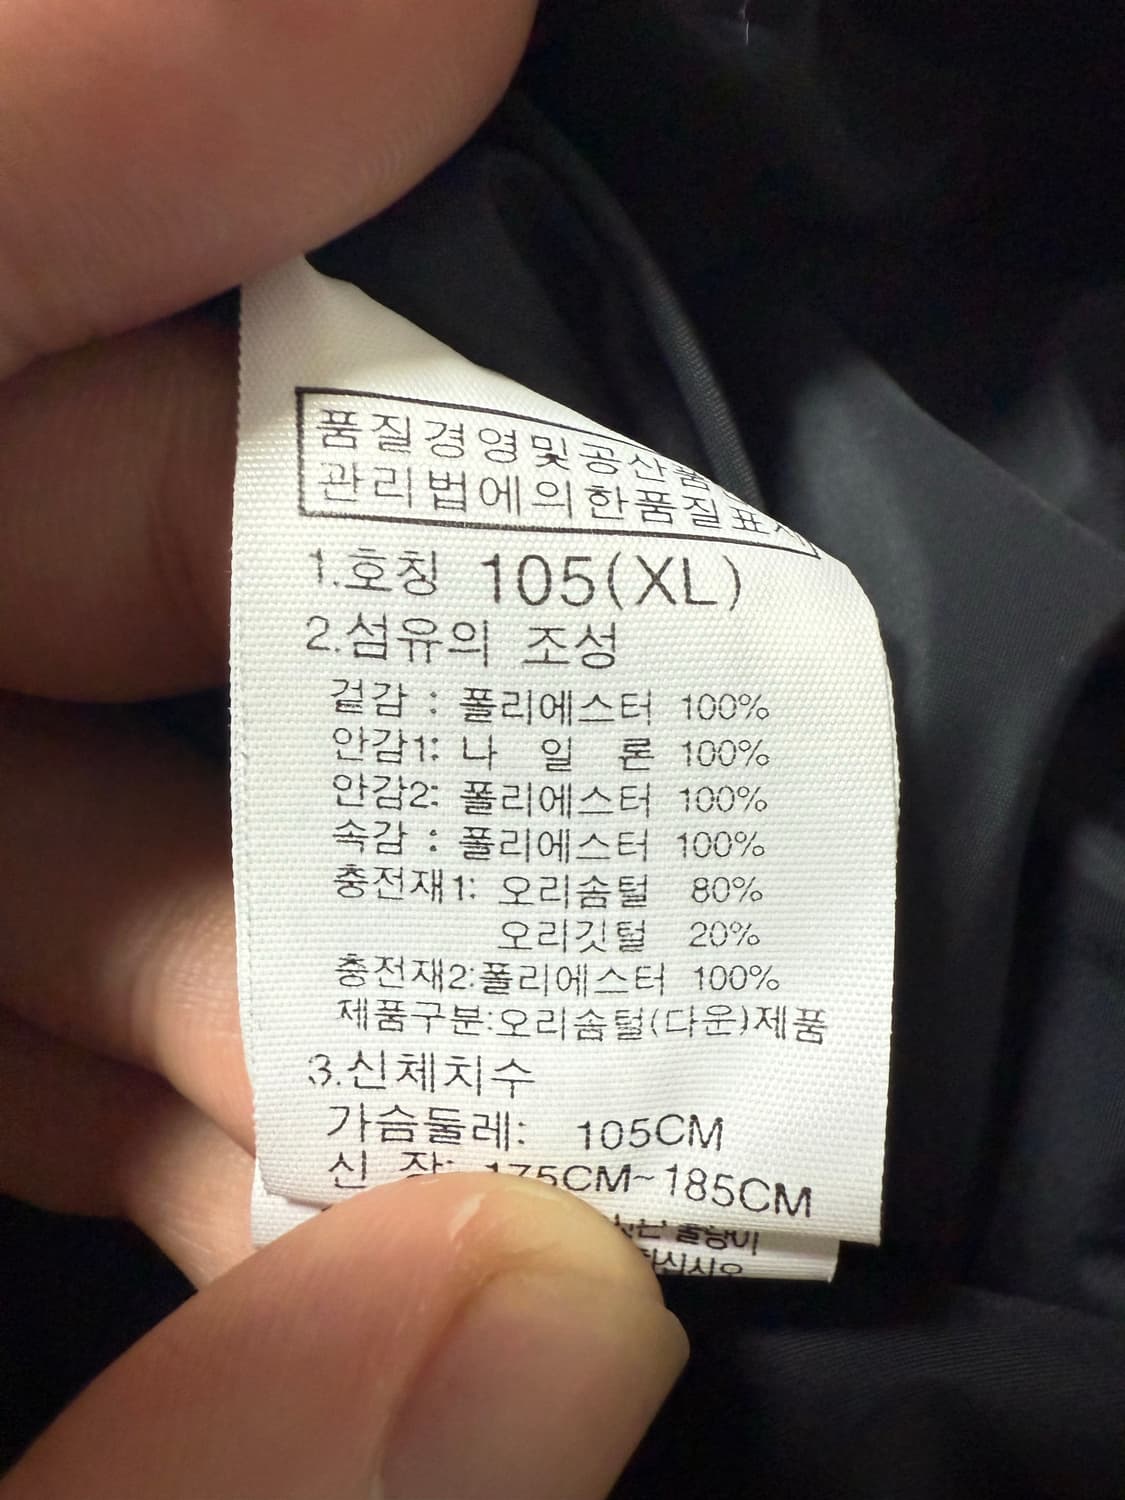 품질경영및공산품
관리법에의한품질표시
1.호칭 105(XL)
2.섬유의 조성
겉감 : 폴리에스터 100%
안감1: 나 일 론 100%
안감2: 폴리에스터 100%
속감 : 폴리에스터 100%
충전재1: 오리솜털 80%
오리깃털 20%
충전재2:폴리에스터 100%
제품구분:오리솜털(다운)제품
3.신체치수
가슴둘레: 105CM
신 장: 175CM~185CM